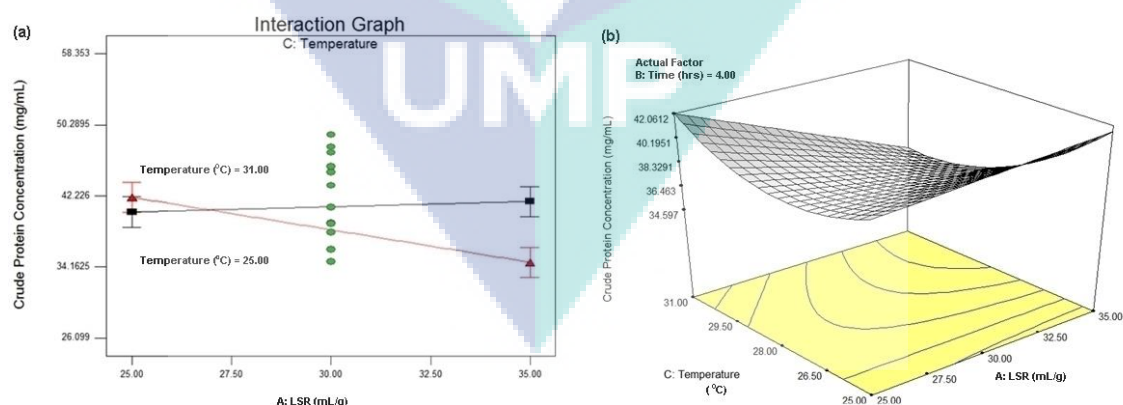 (a)
Interaction Graph
C: Temperature
Crude Protein Concentration (mg/mL)
58.353
50.2895
42.226
34.1625
26.099
Temperature (⁰C) = 31.00
Temperature (⁰C) = 25.00
25.00 27.50 30.00 32.50 35.00
A: LSR (mL/g)
UMP
(b)
Actual Factor
B: Time (hrs) = 4.00
Crude Protein Concentration (mg/mL)
42.0612
40.1951
38.3291
36.463
34.597
31.00
29.50
28.00
26.50
25.00
C: Temperature
(⁰C)
25.00
27.50
30.00
32.50
35.00
A: LSR (mL/g)